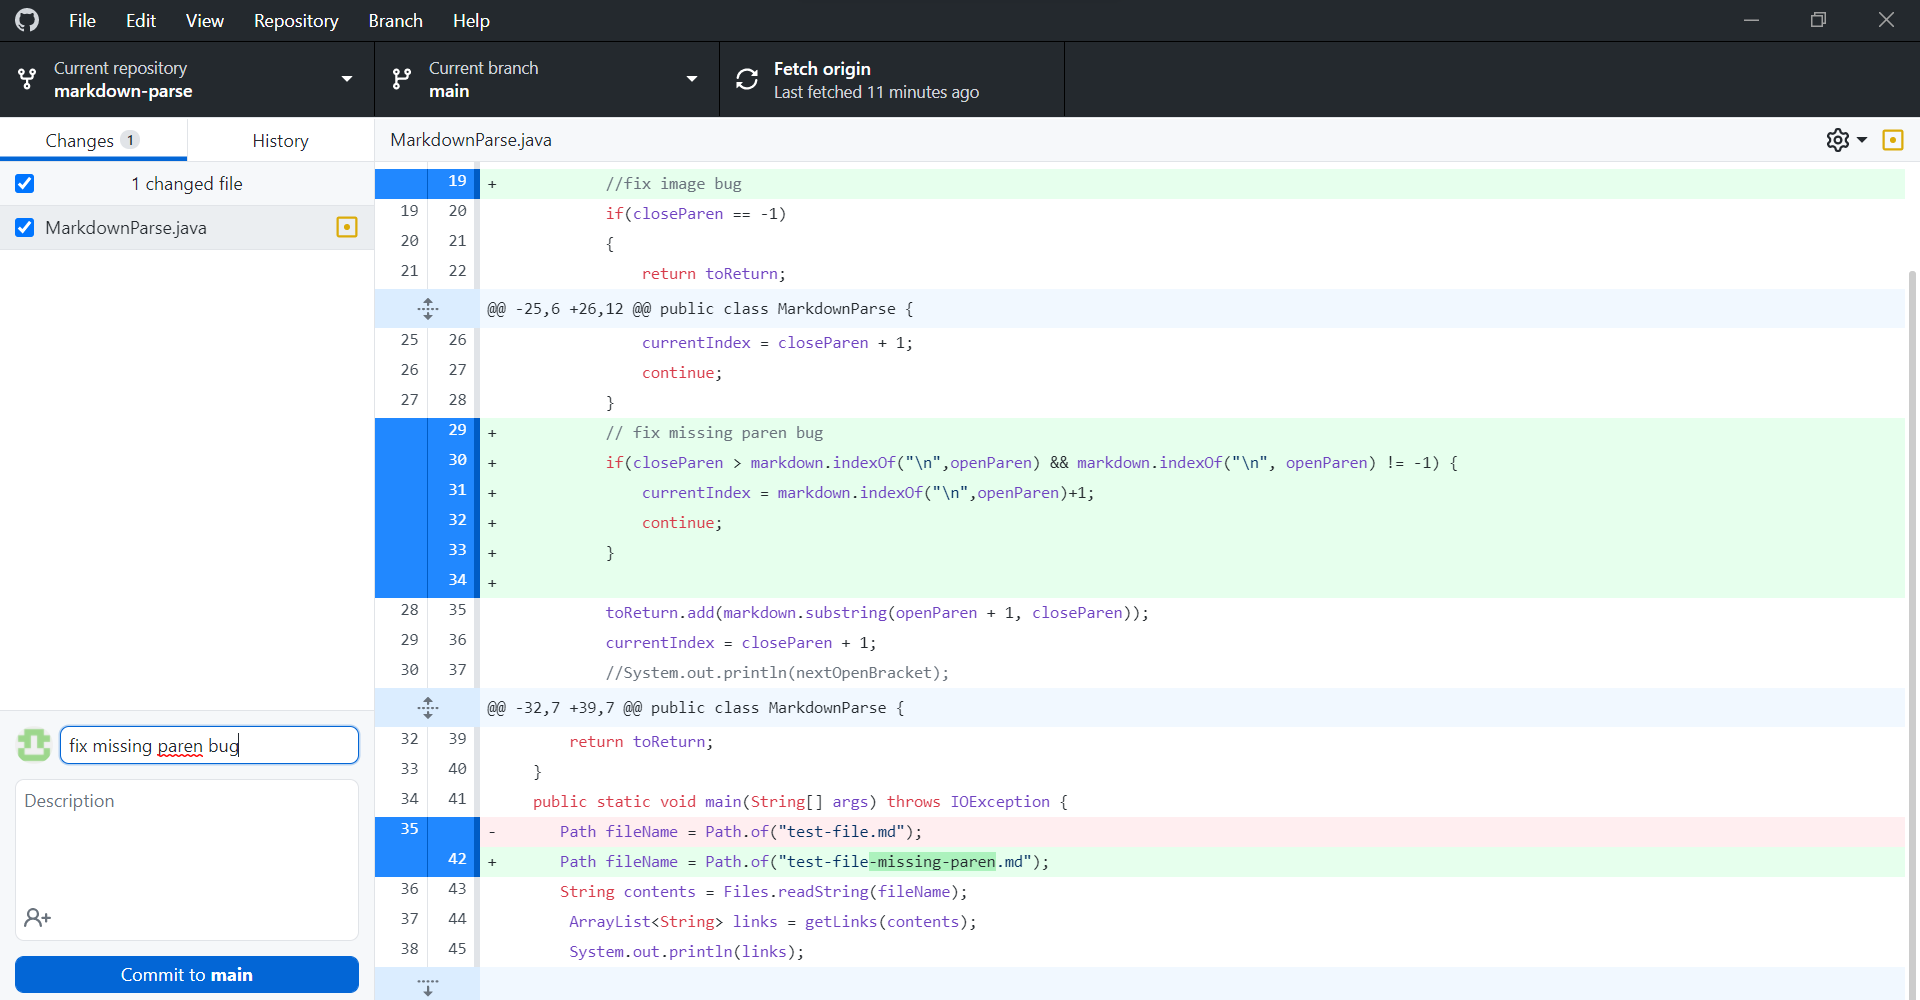 File Edit View Repository Branch Help
Current repository
markdown-parse
Current branch
main
Fetch origin
Last fetched 11 minutes ago
Changes 1
History
MarkdownParse.java
1 changed file
MarkdownParse.java
19 + //fix image bug
19 20 if(closeParen == -1)
20 21 {
21 22 return toReturn;
@@ -25,6 +26,12 @@ public class MarkdownParse {
25 26 currentIndex = closeParen + 1;
26 27 continue;
27 28 }
29 + // fix missing paren bug
30 + if(closeParen > markdown.indexOf("\n",openParen) && markdown.indexOf("\n", openParen) != -1) {
31 + currentIndex = markdown.indexOf("\n",openParen)+1;
32 + continue;
33 + }
34 +
28 35 toReturn.add(markdown.substring(openParen + 1, closeParen));
29 36 currentIndex = closeParen + 1;
30 37 //System.out.println(nextOpenBracket);
@@ -32,7 +39,7 @@ public class MarkdownParse {
32 39 return toReturn;
33 40 }
34 41 public static void main(String[] args) throws IOException {
35 - Path fileName = Path.of("test-file.md");
42 + Path fileName = Path.of("test-file-missing-paren.md");
36 43 String contents = Files.readString(fileName);
37 44 ArrayList<String> links = getLinks(contents);
38 45 System.out.println(links);
fix missing paren bug
Description
Commit to main